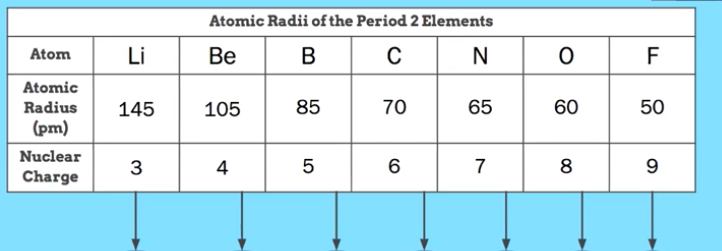 Atomic Radii of the Period 2 Elements
Atom Li Be B C N O F
Atomic
Radius
(pm) 145 105 85 70 65 60 50
Nuclear
Charge 3 4 5 6 7 8 9